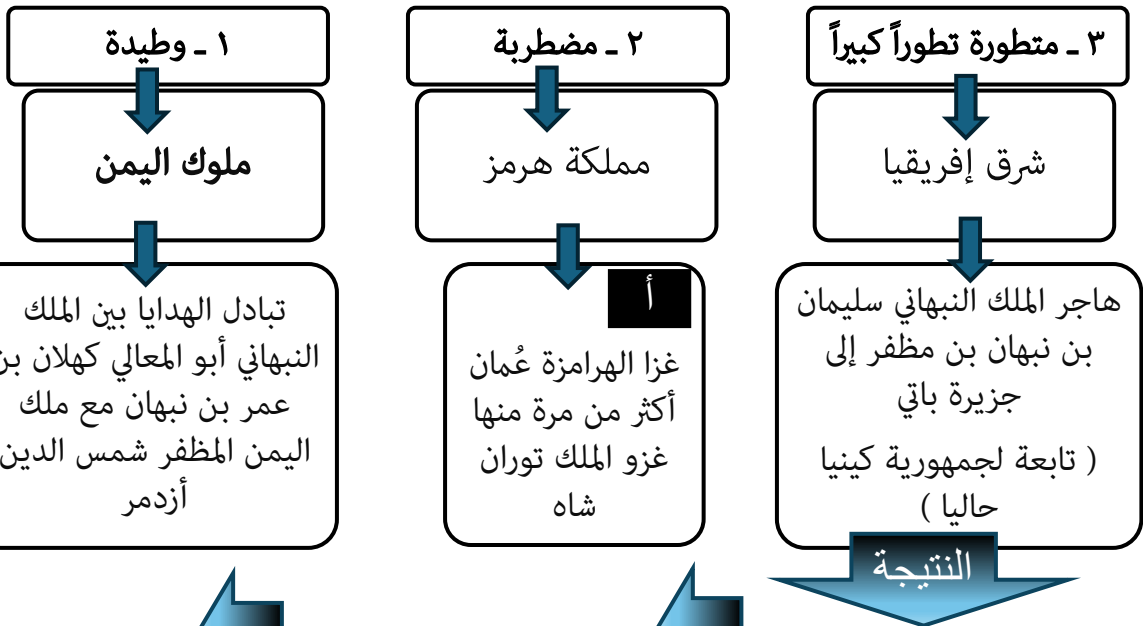 ١ ـ وطيدة
ملوك اليمن
تبادل الهدايا بين الملك
النبهاني أبو المعالي كهلان بن
عمر بن نبهان مع ملك
اليمن المظفر شمس الدين
أزدمر
٢ ـ مضطربة
مملكة هرمز
أ
غزا الهرامزة عُمان
أكثر من مرة منها
غزو الملك توران
شاه
٣ ـ متطورة تطوراً كبيراً
شرق إفريقيا
هاجر الملك النبهاني سليمان
بن نبهان بن مظفر إلى
جزيرة باتي
( تابعة لجمهورية كينيا
حاليا )
النتيجة